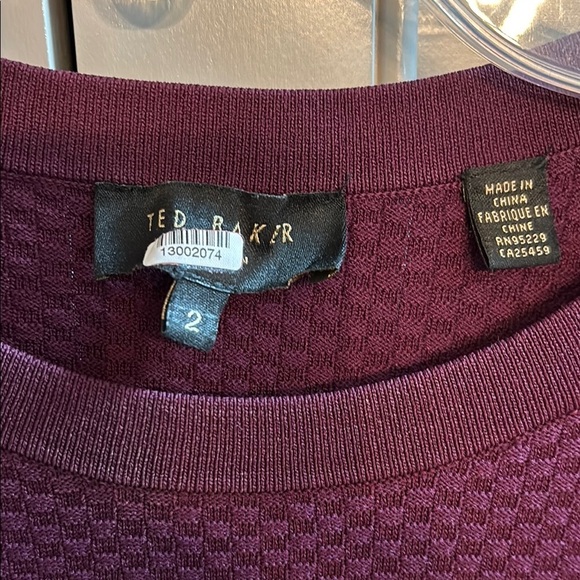 TED BAKER
13002074
2
MADE IN
CHINA
FABRIQUE EN
CHINE
RN95229
CA25459